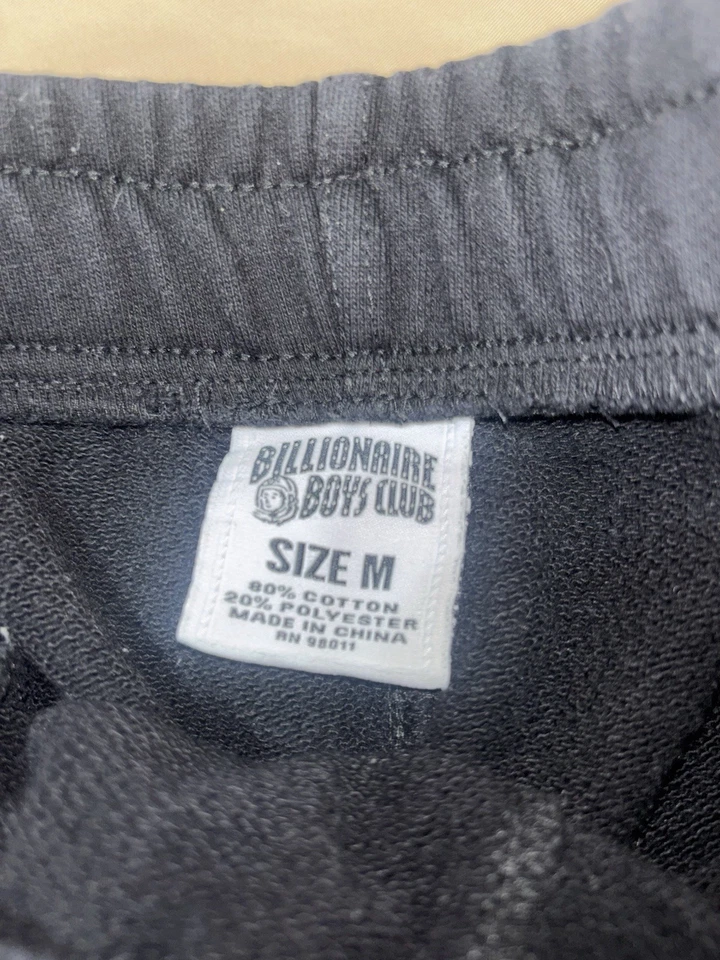 BILLIONAIRE
BOYS CLUB
SIZE M
80% COTTON
20% POLYESTER
MADE IN CHINA
RN 98011